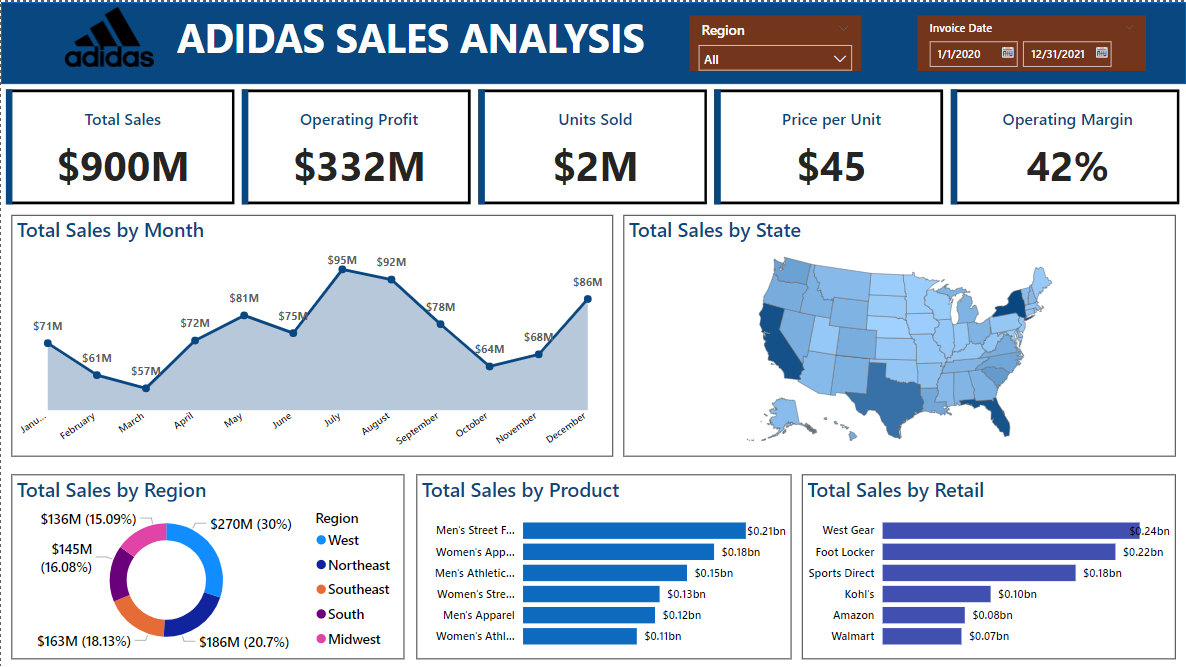 adidas
ADIDAS SALES ANALYSIS
Region
All
Invoice Date
1/1/2020 12/31/2021
Total Sales
$900M
Operating Profit
$332M
Units Sold
$2M
Price per Unit
$45
Operating Margin
42%
Total Sales by Month
$71M
$61M
$57M
$72M
$81M
$75M
$95M
$92M
$78M
$64M
$68M
$86M
Janu...
February
March
April
May
June
July
August
September
October
November
December
Total Sales by State
Total Sales by Region
$136M (15.09%)
$270M (30%)
$145M
(16.08%)
$163M (18.13%)
$186M (20.7%)
Region
West
Northeast
Southeast
South
Midwest
Total Sales by Product
Men's Street F... $0.21bn
Women's App... $0.18bn
Men's Athletic... $0.15bn
Women's Stre... $0.13bn
Men's Apparel $0.12bn
Women's Athl... $0.11bn
Total Sales by Retail
West Gear $0.24bn
Foot Locker $0.22bn
Sports Direct $0.18bn
Kohl's $0.10bn
Amazon $0.08bn
Walmart $0.07bn